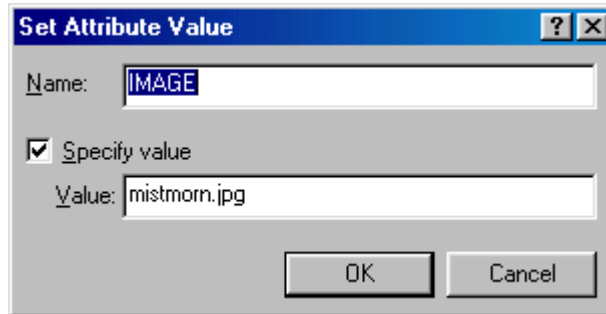 Set Attribute Value
Name: IMAGE
Specify value
Value: mistmorn.jpg
OK Cancel